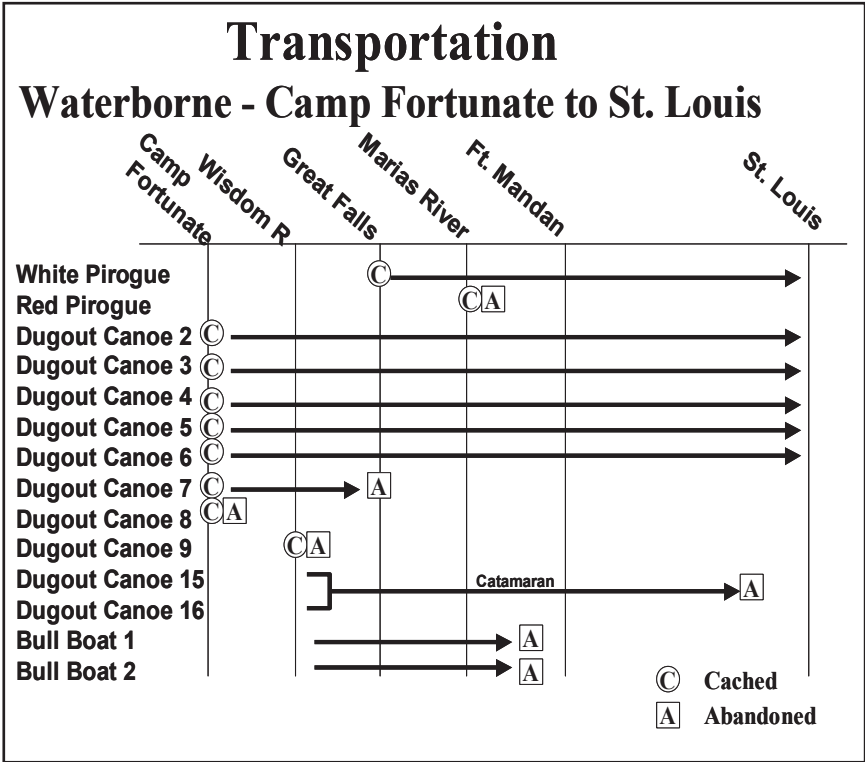 Transportation
Waterborne - Camp Fortunate to St. Louis
Camp
Fortunate
Wisdom R
Great Falls
Marias River
Ft. Mandan
St. Louis
White Pirogue C
Red Pirogue C A
Dugout Canoe 2 C
Dugout Canoe 3 C
Dugout Canoe 4 C
Dugout Canoe 5 C
Dugout Canoe 6 C
Dugout Canoe 7 C A
Dugout Canoe 8 C A
Dugout Canoe 9 C A
Dugout Canoe 15 Catamaran A
Dugout Canoe 16
Bull Boat 1 A
Bull Boat 2 A
C Cached
A Abandoned